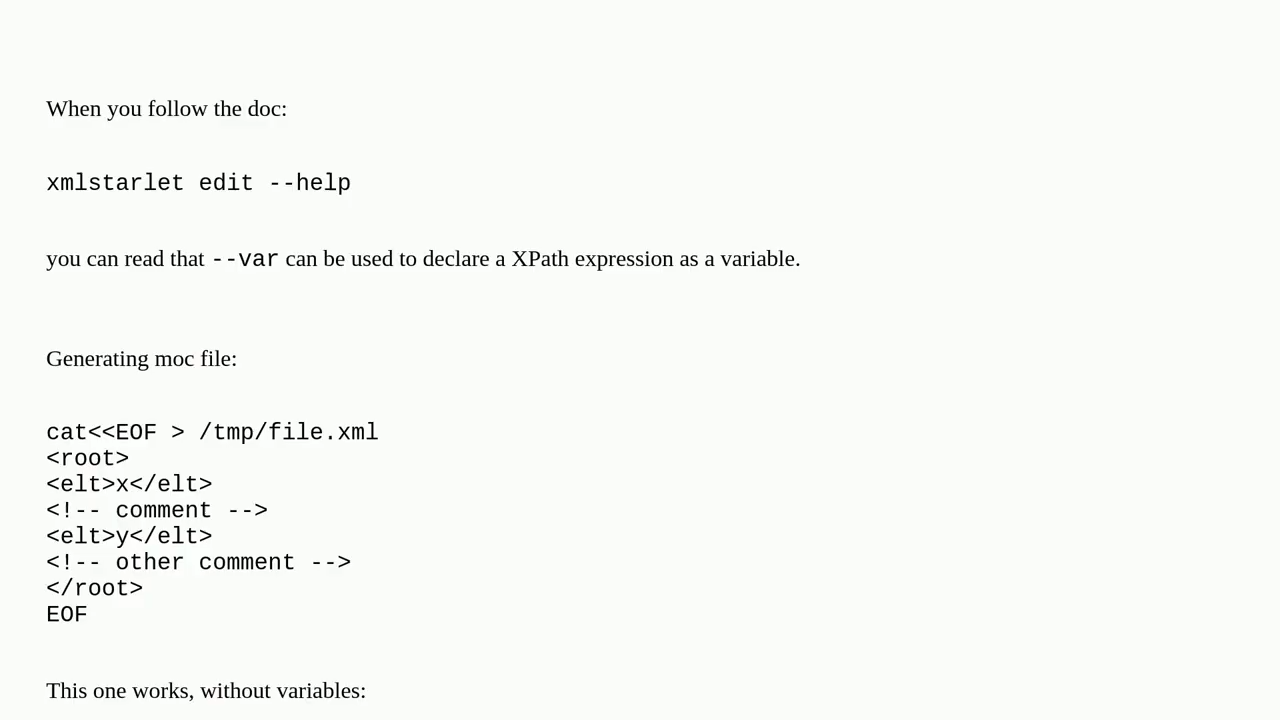 When you follow the doc:
xmlstarlet edit --help
you can read that --var can be used to declare a XPath expression as a variable.
Generating moc file:
cat<<EOF > /tmp/file.xml
<root>
<elt>x</elt>
<!-- comment -->
<elt>y</elt>
<!-- other comment -->
</root>
EOF
This one works, without variables: